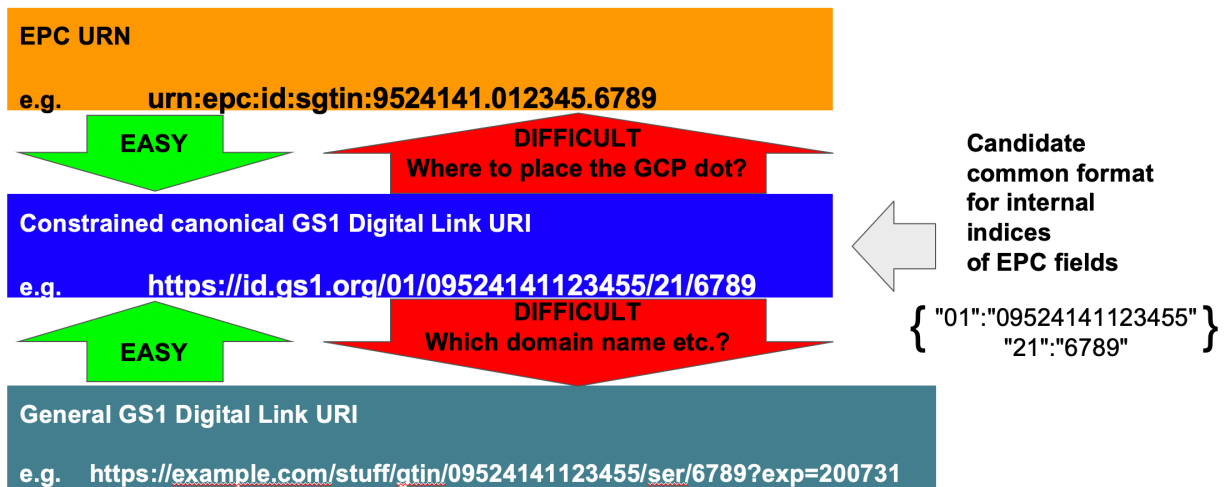 EPC URN
e.g. urn:epc:id:sgtin:9524141.012345.6789
EASY
DIFFICULT
Where to place the GCP dot?
Constrained canonical GS1 Digital Link URI
e.g. https://id.gs1.org/01/09524141123455/21/6789
Candidate
common format
for internal
indices
of EPC fields
{ "01":"09524141123455" }
"21":"6789"
EASY
DIFFICULT
Which domain name etc.?
General GS1 Digital Link URI
e.g. https://example.com/stuff/gtin/09524141123455/ser/6789?exp=200731